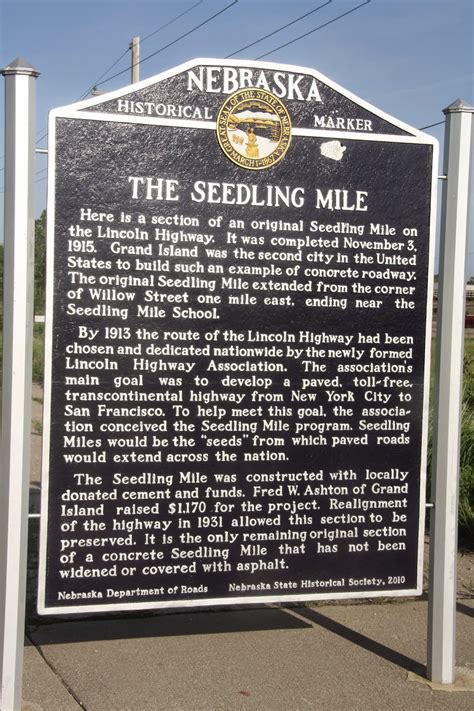 NEBRASKA
HISTORICAL MARKER
GREAT SEAL OF THE STATE OF NEBRASKA
MARCH 1ST 1867
THE SEEDLING MILE
Here is a section of an original Seedling Mile on
the Lincoln Highway. It was completed November 3,
1915. Grand Island was the second city in the United
States to build such an example of concrete roadway.
The original Seedling Mile extended from the corner
of Willow Street one mile east, ending near the
Seedling Mile School.
By 1913 the route of the Lincoln Highway had been
chosen and dedicated nationwide by the newly formed
Lincoln Highway Association. The association's
main goal was to develop a paved, toll-free,
transcontinental highway from New York City to
San Francisco. To help meet this goal, the associa-
tion conceived the Seedling Mile program. Seedling
Miles would be the "seeds" from which paved roads
would extend across the nation.
The Seedling Mile was constructed with locally
donated cement and funds. Fred W. Ashton of Grand
Island raised $1,170 for the project. Realignment
of the highway in 1931 allowed this section to be
preserved. It is the only remaining original section
of a concrete Seedling Mile that has not been
widened or covered with asphalt.
Nebraska Department of Roads Nebraska State Historical Society, 2010